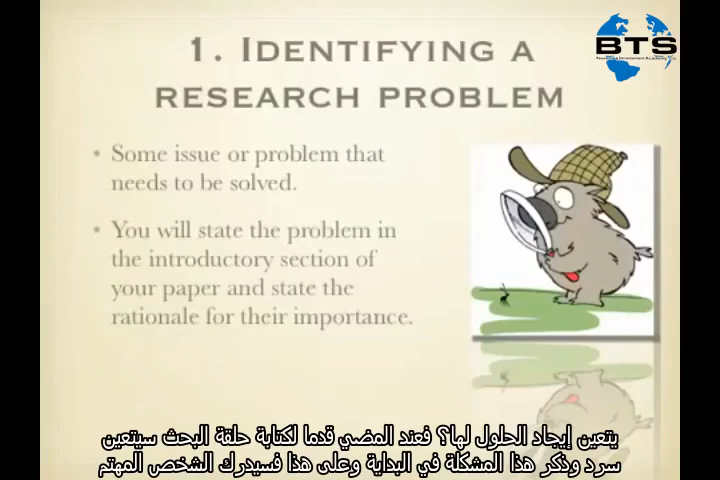 BTS
1. IDENTIFYING A
RESEARCH PROBLEM
• Some issue or problem that
needs to be solved.
• You will state the problem in
the introductory section of
your paper and state the
rationale for their importance.
يتعين إيجاد الحلول لها؟ فعند المضي قدما لكتابة حلقة البحث سيتعين
سرد وذكر هذا المشكلة في البداية وعلى هذا فسيدرك الشخص المهتم